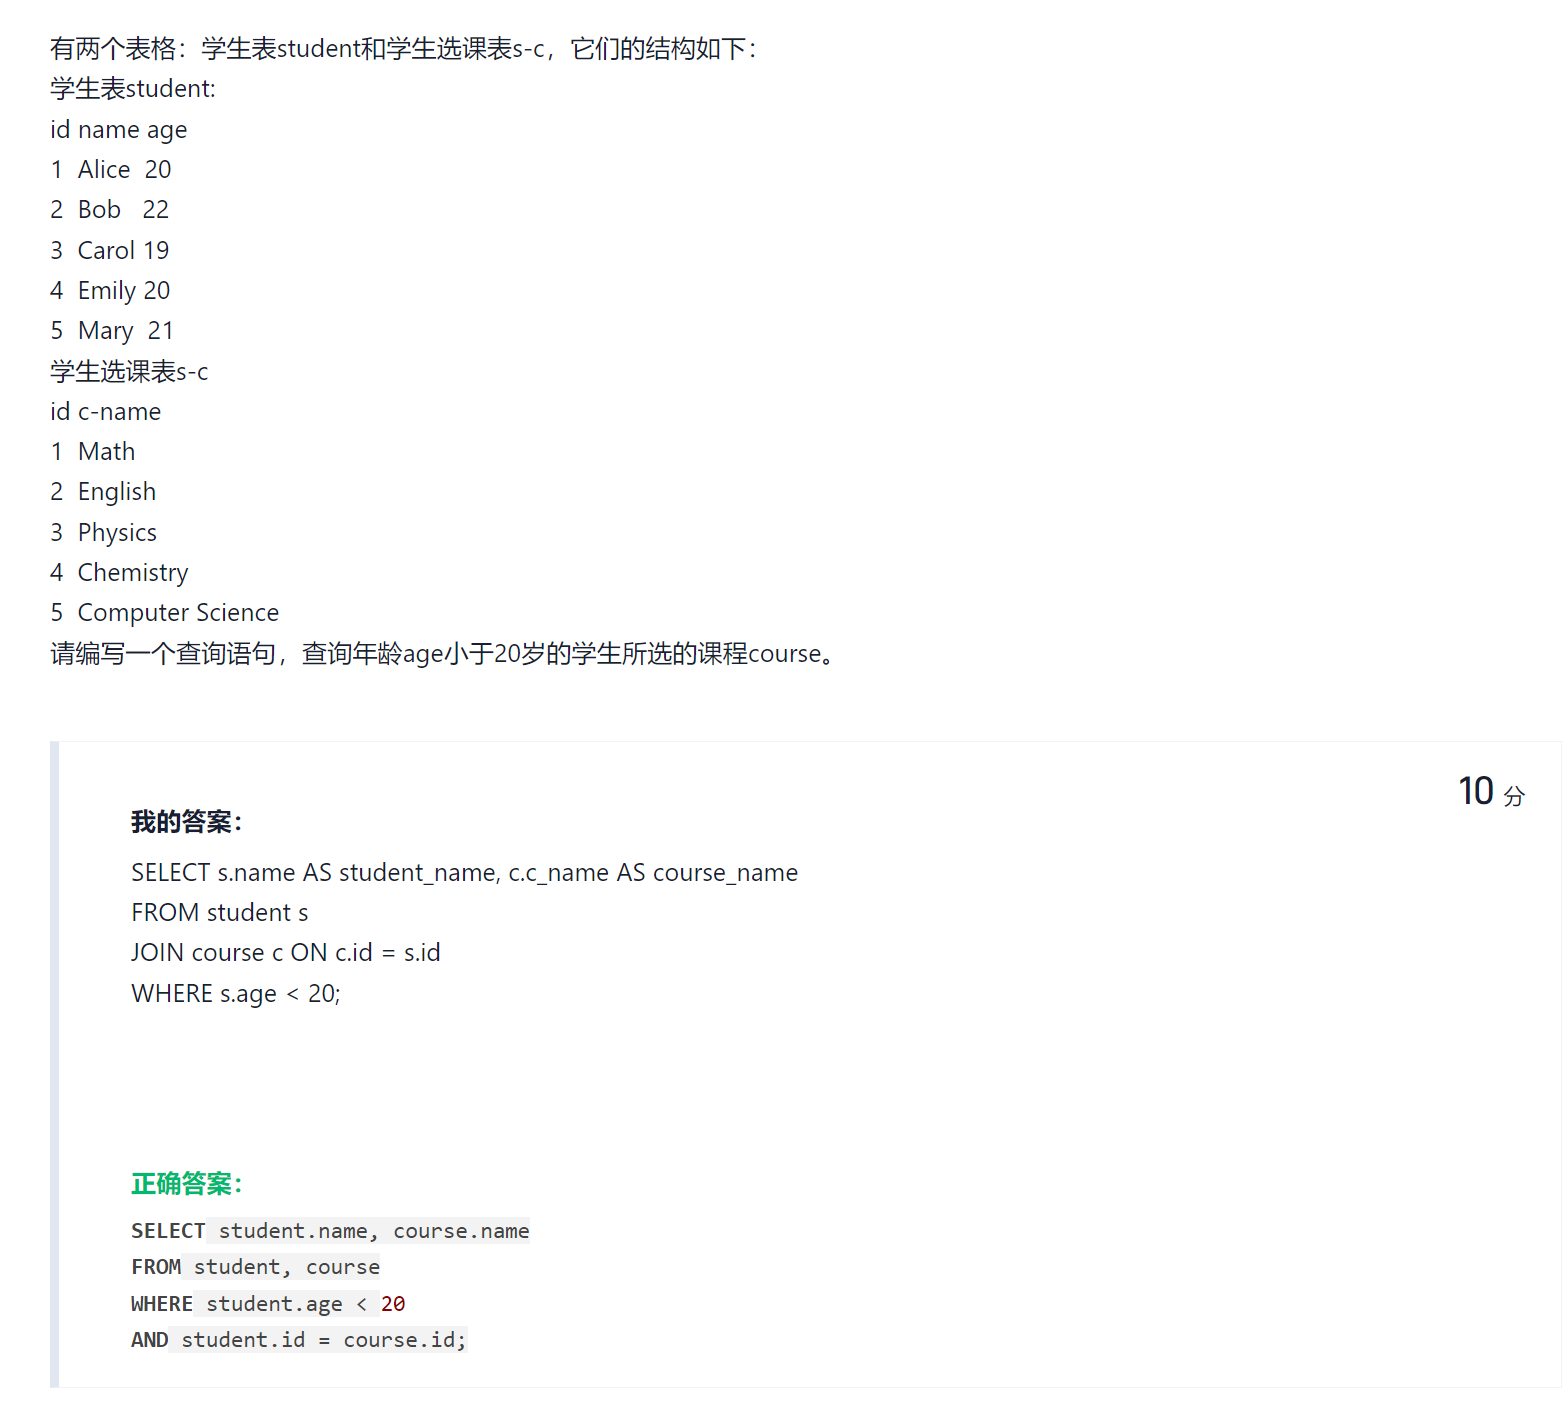 有两个表格：学生表student和学生选课表s-c，它们的结构如下：
学生表student:
id name age
1 Alice 20
2 Bob 22
3 Carol 19
4 Emily 20
5 Mary 21
学生选课表s-c
id c-name
1 Math
2 English
3 Physics
4 Chemistry
5 Computer Science
请编写一个查询语句，查询年龄age小于20岁的学生所选的课程course。
10 分
我的答案：
SELECT s.name AS student_name, c.c_name AS course_name
FROM student s
JOIN course c ON c.id = s.id
WHERE s.age < 20;
正确答案：
SELECT student.name, course.name
FROM student, course
WHERE student.age < 20
AND student.id = course.id;